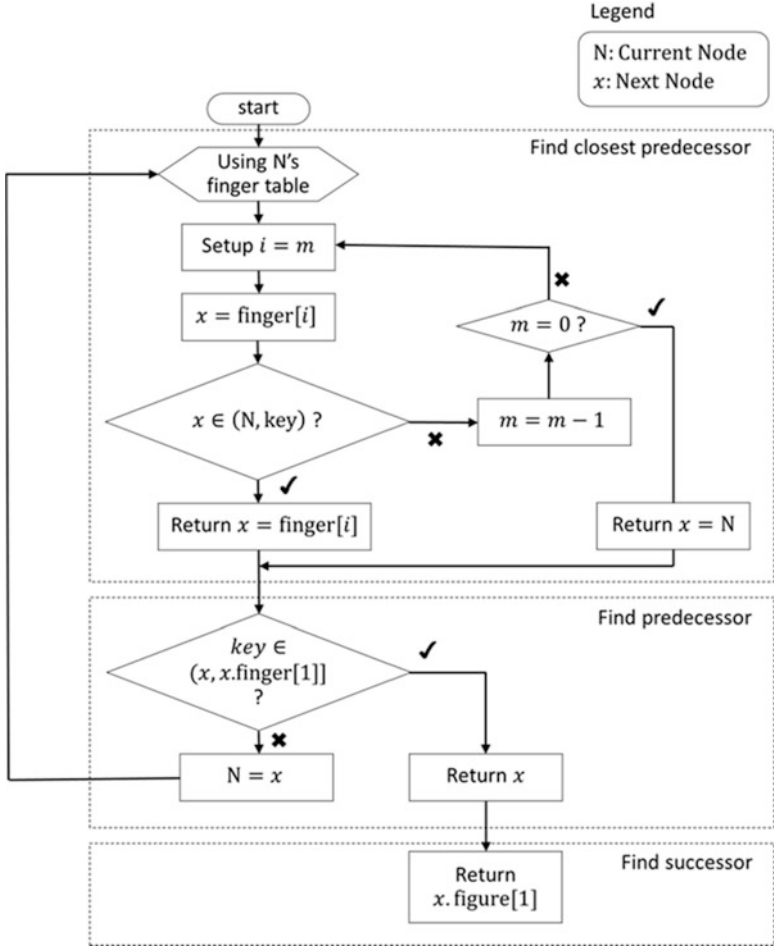 Legend
N: Current Node
x: Next Node
start
Find closest predecessor
Using N's
finger table
Setup i = m
x = finger[i]
m = 0 ?
x ∈ (N, key) ?
m = m − 1
Return x = finger[i]
Return x = N
Find predecessor
key ∈
(x, x.finger[1]]
?
N = x
Return x
Find successor
Return
x. figure[1]